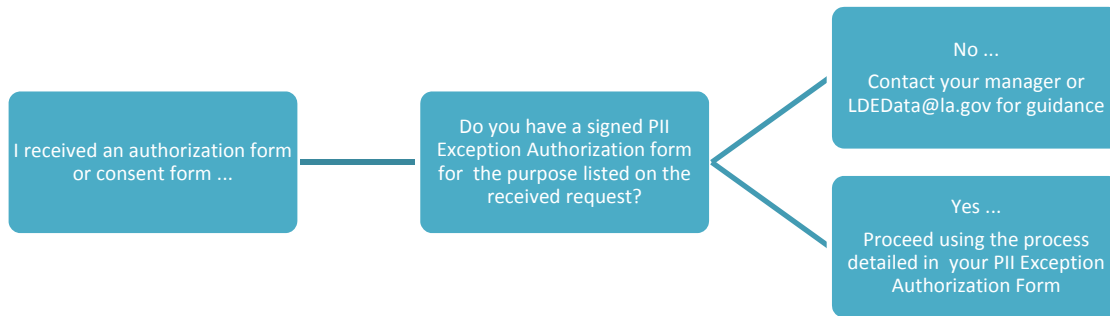 I received an authorization form
or consent form ...
Do you have a signed PII
Exception Authorization form
for the purpose listed on the
received request?
No ...
Contact your manager or
LDEData@la.gov for guidance
Yes ...
Proceed using the process
detailed in your PII Exception
Authorization Form